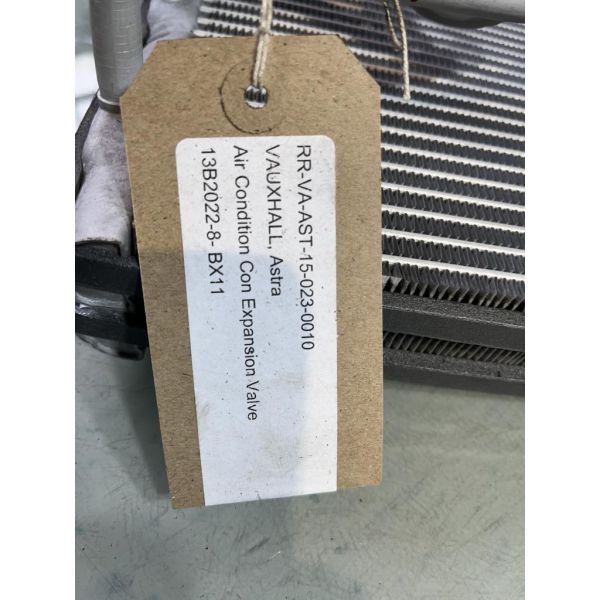 RR-VA-AST-15-023-0010
VAUXHALL, Astra
Air Condition Con Expansion Valve
13B2022-8- BX11